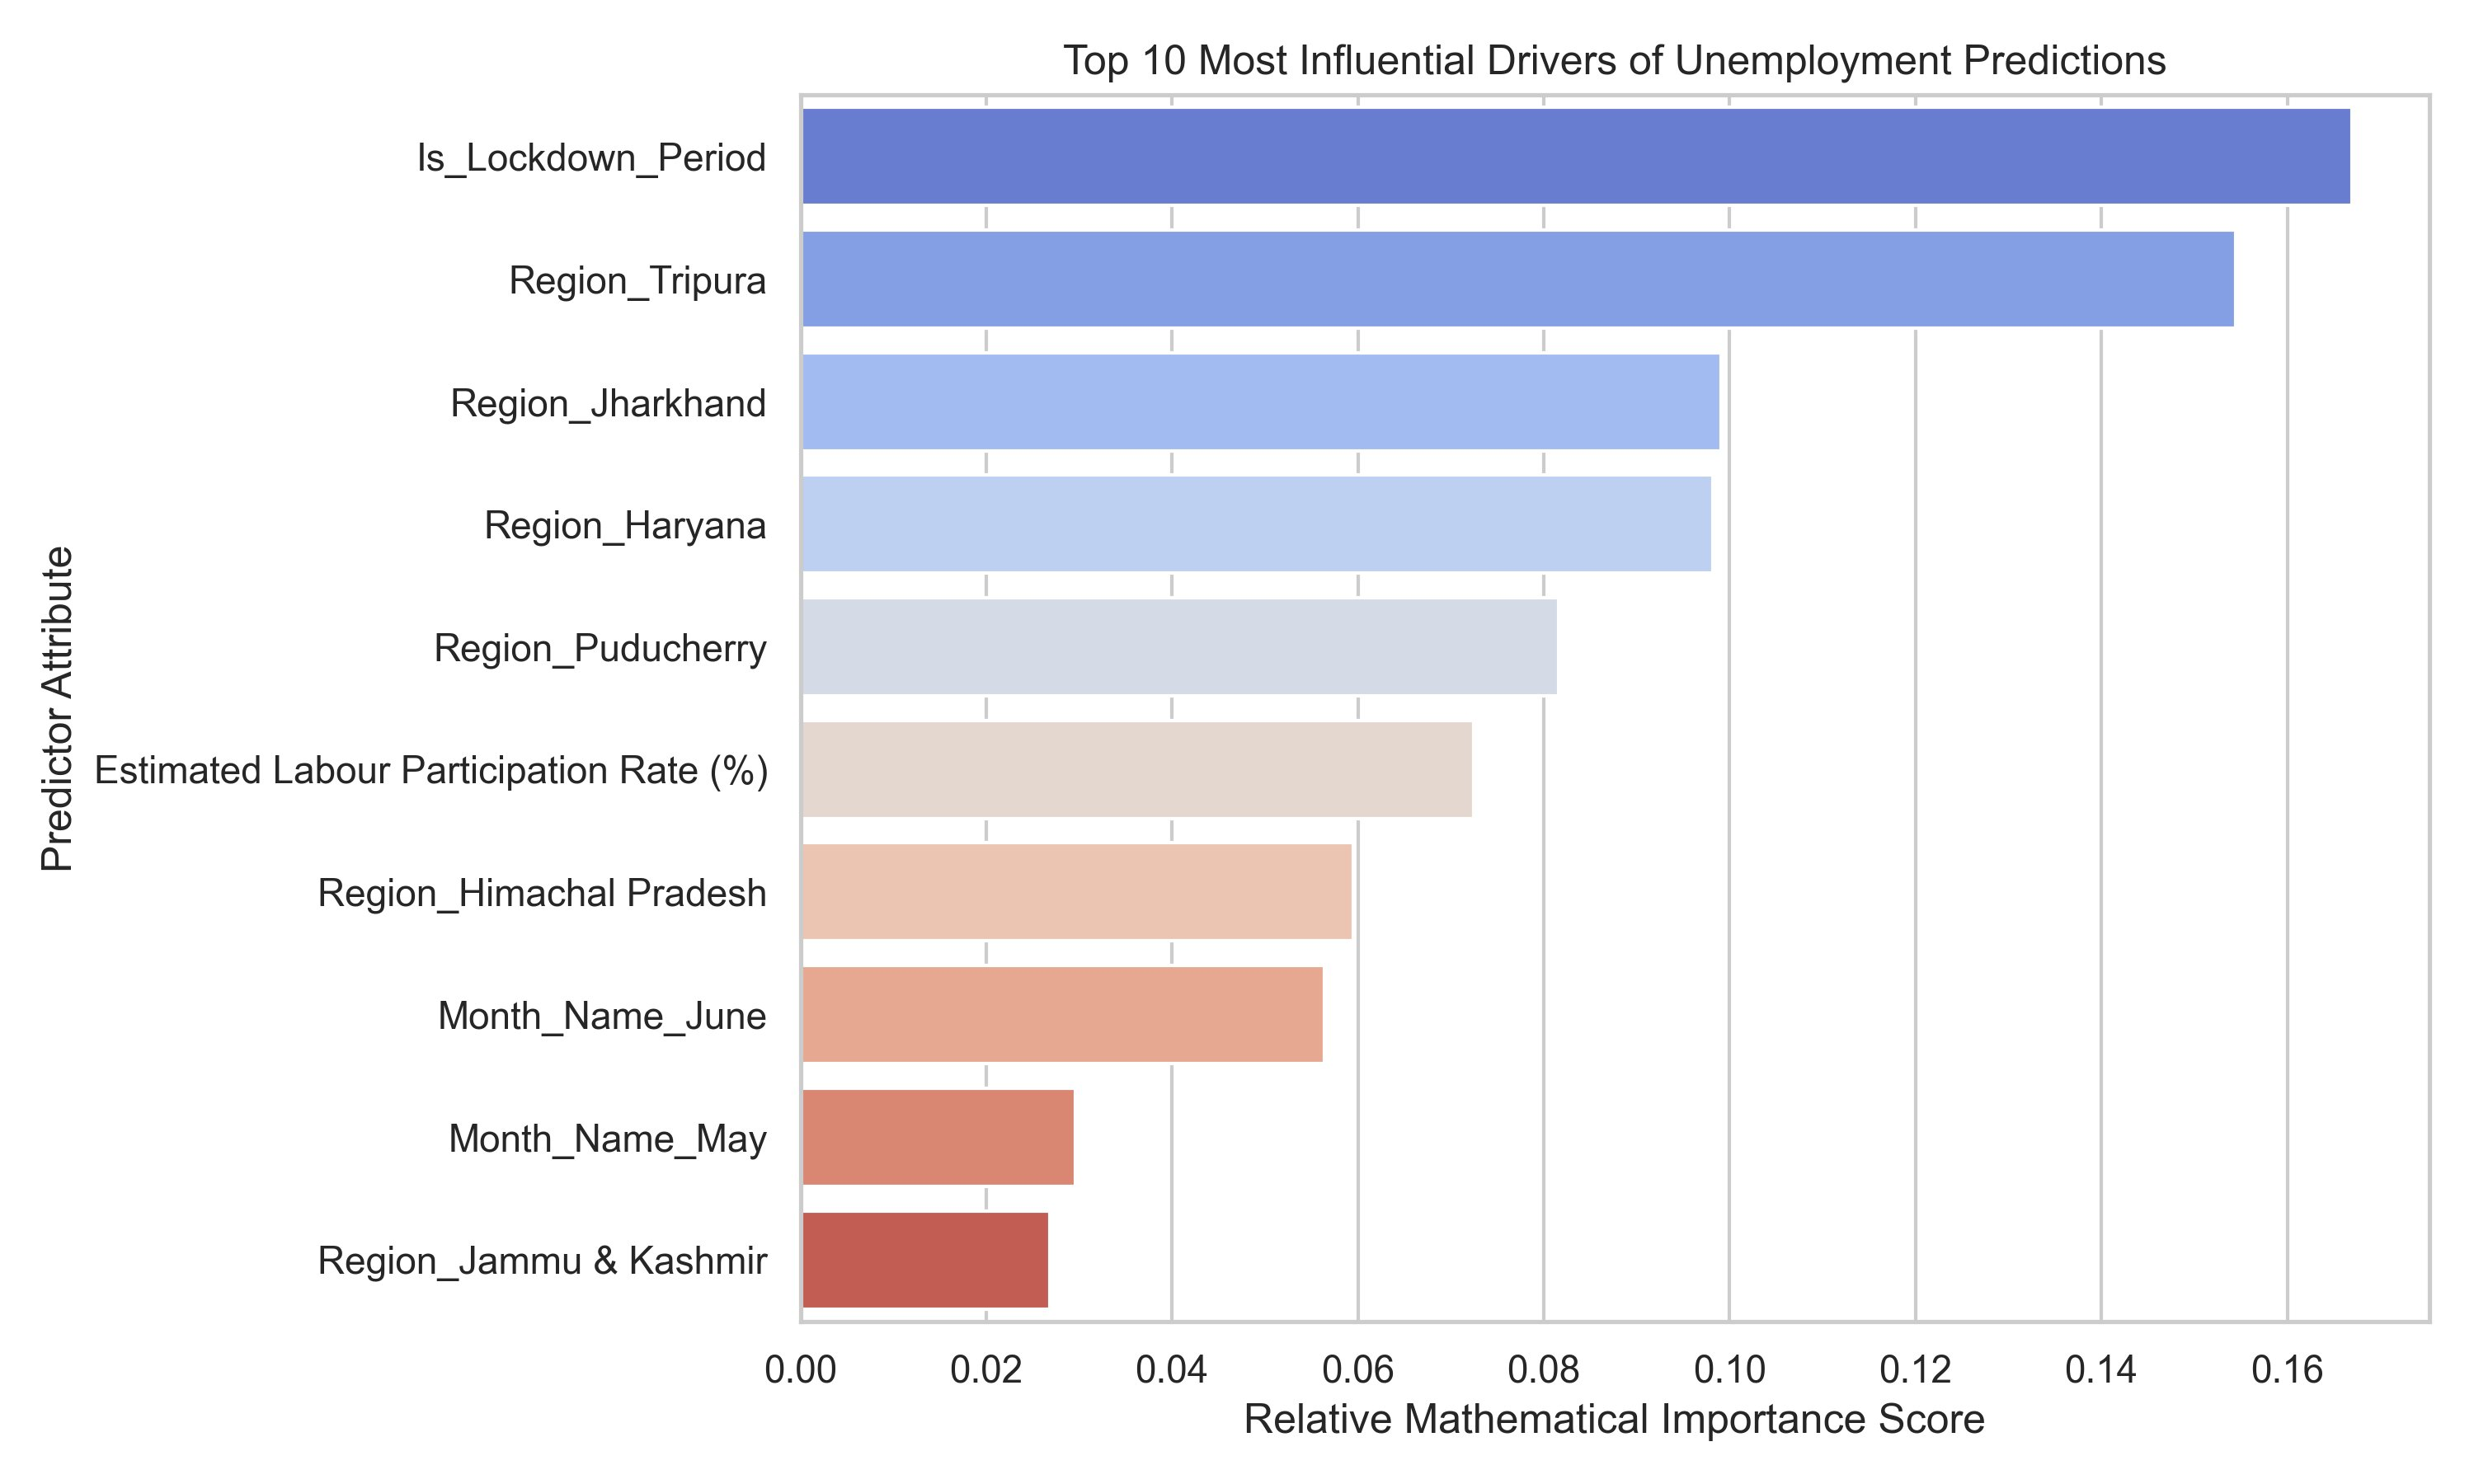 Top 10 Most Influential Drivers of Unemployment Predictions
Predictor Attribute
Is_Lockdown_Period
Region_Tripura
Region_Jharkhand
Region_Haryana
Region_Puducherry
Estimated Labour Participation Rate (%)
Region_Himachal Pradesh
Month_Name_June
Month_Name_May
Region_Jammu & Kashmir
0.00 0.02 0.04 0.06 0.08 0.10 0.12 0.14 0.16
Relative Mathematical Importance Score